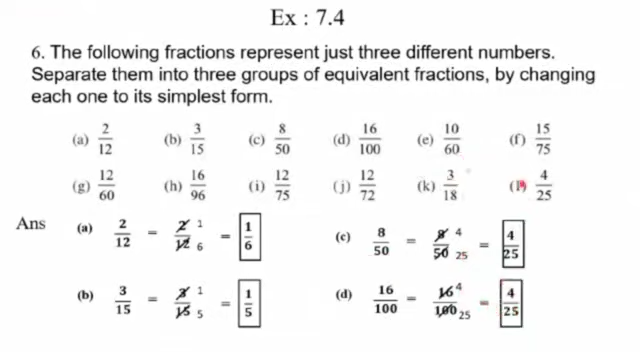 Ex : 7.4
6. The following fractions represent just three different numbers.
Separate them into three groups of equivalent fractions, by changing
each one to its simplest form.
(a) 2/12 (b) 3/15 (c) 8/50 (d) 16/100 (e) 10/60 (f) 15/75
(g) 12/60 (h) 16/96 (i) 12/75 (j) 12/72 (k) 3/18 (l) 4/25
Ans (a) 2/12 = 2 1/12 6 = 1/6 (c) 8/50 = 8 4/50 25 = 4/25
(b) 3/15 = 3 1/15 5 = 1/5 (d) 16/100 = 16 4/100 25 = 4/25